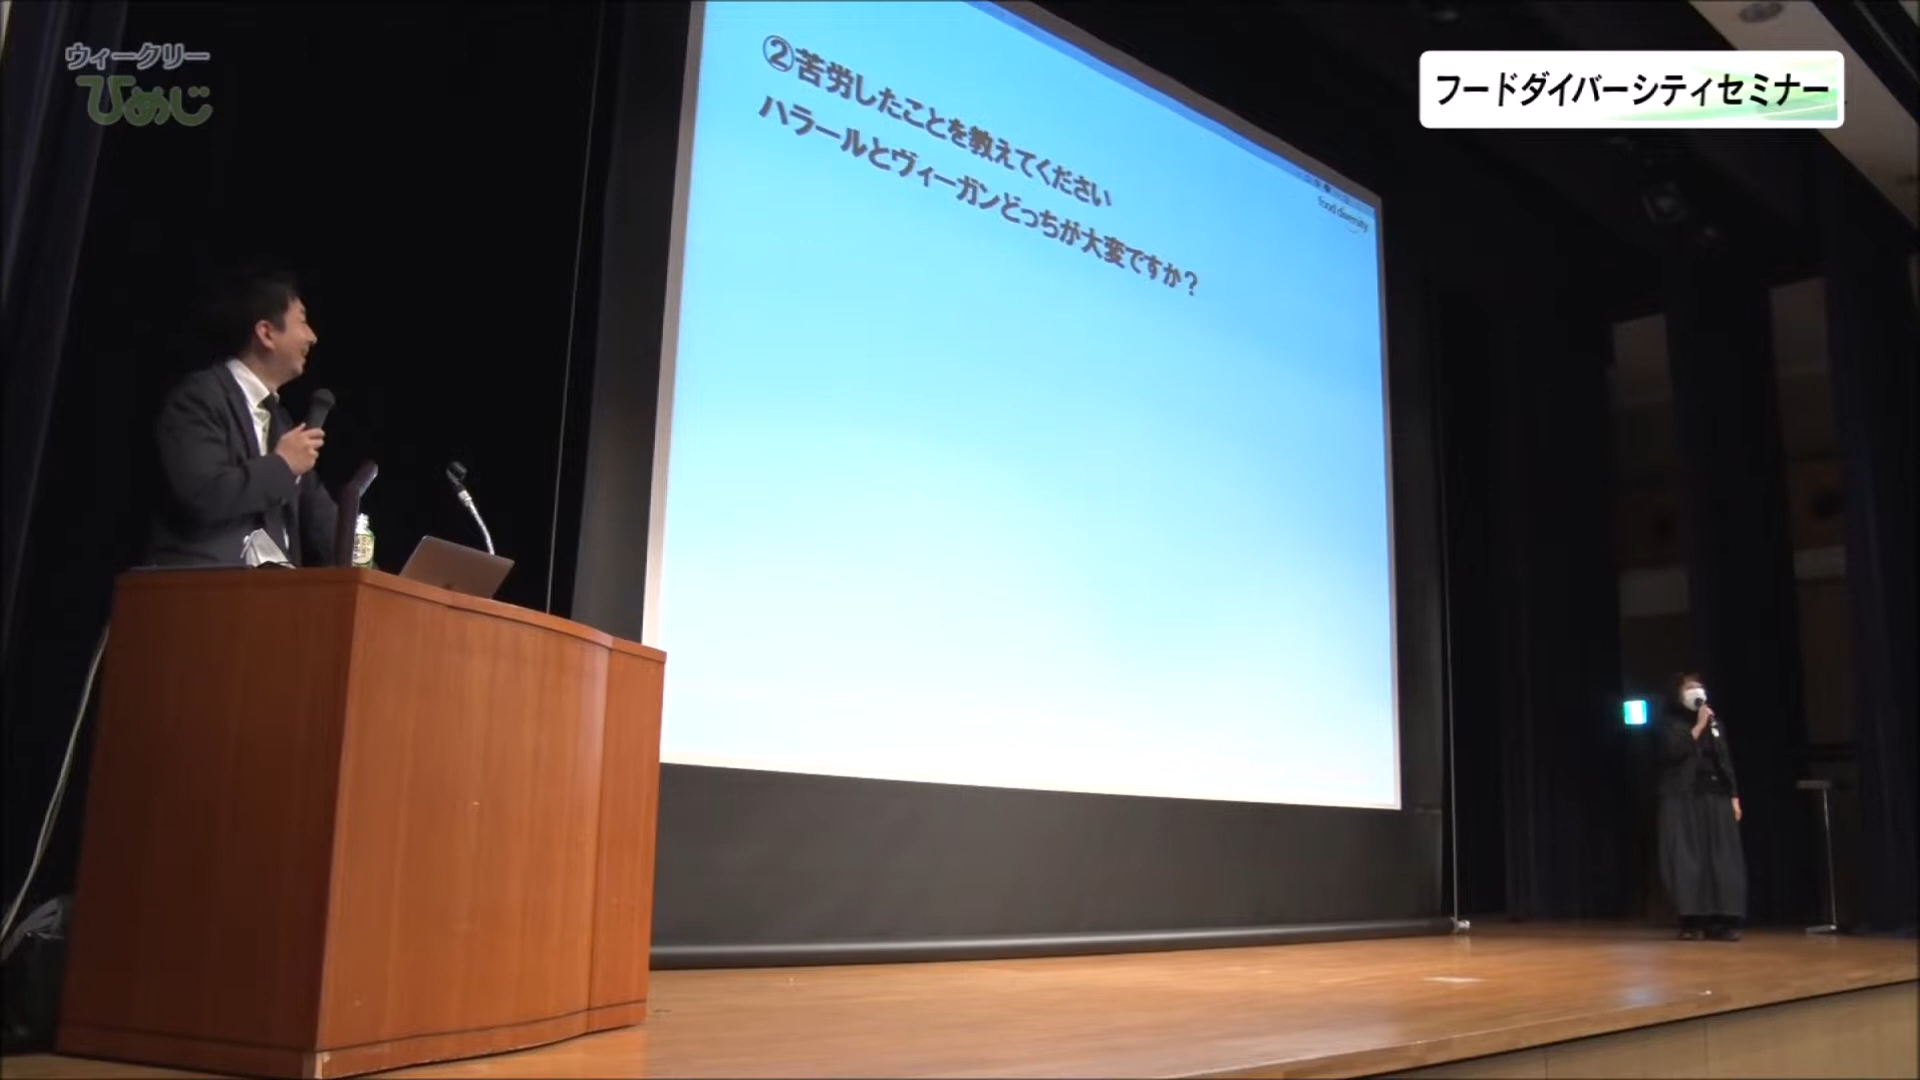 ウィークリー
ひめじ
フードダイバーシティセミナー
②苦労したことを教えてください
ハラールとヴィーガンどっちが大変ですか？
food diversity